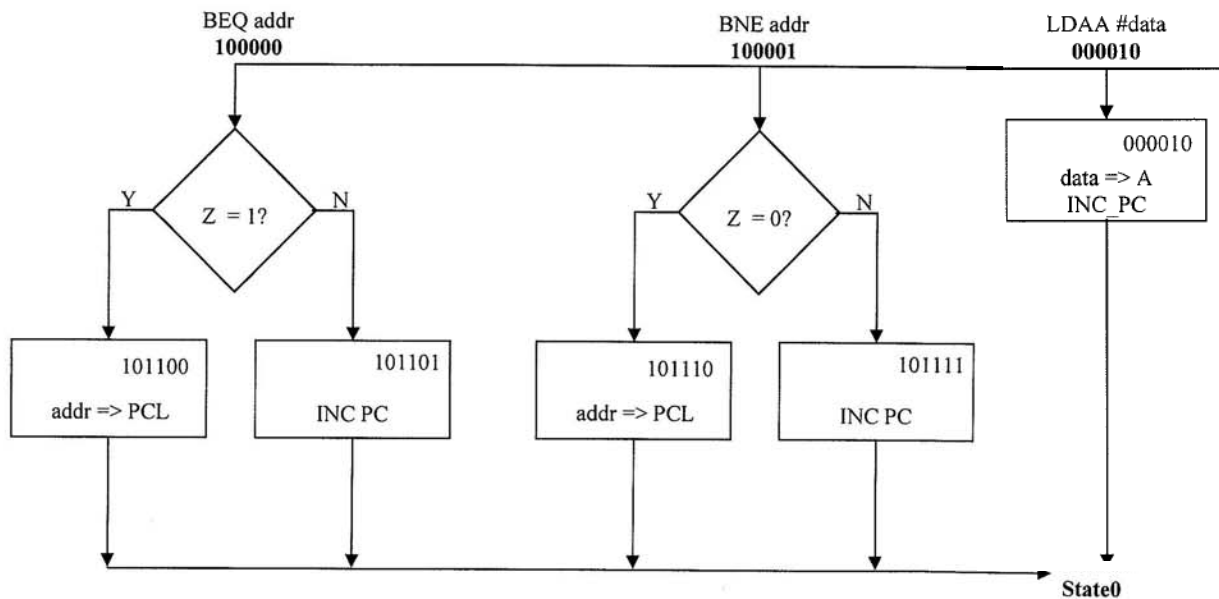 BEQ addr
100000
BNE addr
100001
LDAA #data
000010
Y
Z = 1?
N
Y
Z = 0?
N
000010
data => A
INC_PC
101100
addr => PCL
101101
INC PC
101110
addr => PCL
101111
INC PC
State0